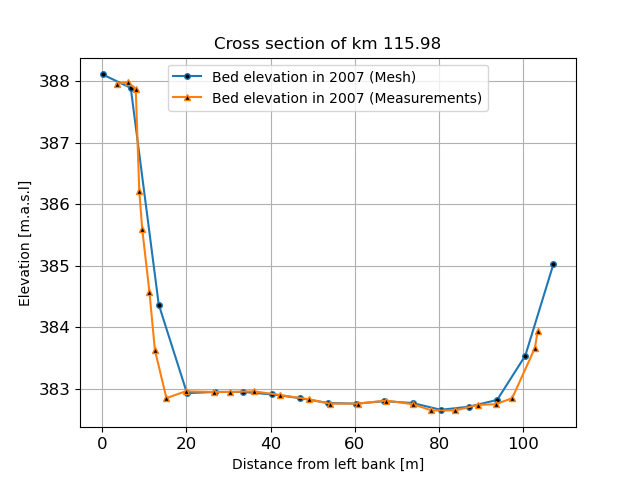 Cross section of km 115.98
Bed elevation in 2007 (Mesh)
Bed elevation in 2007 (Measurements)
Elevation [m.a.s.l]
388
387
386
385
384
383
0 20 40 60 80 100
Distance from left bank [m]